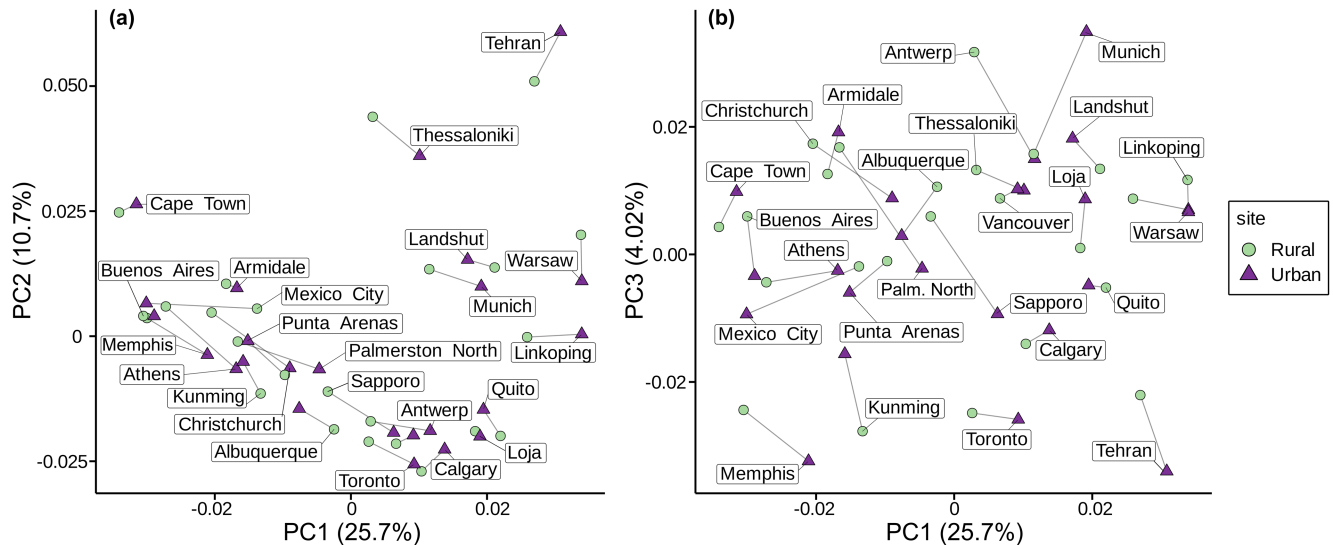 (a)
Tehran
Thessaloniki
Cape Town
Landshut
Warsaw
Buenos Aires
Armidale
Mexico City
Munich
Punta Arenas
Memphis
Palmerston North
Linkoping
Athens
Sapporo
Kunming
Quito
Christchurch
Antwerp
Albuquerque
Loja
Calgary
Toronto
0.050
0.025
0
-0.025
PC2 (10.7%)
-0.02
0
0.02
PC1 (25.7%)
(b)
Antwerp
Munich
Armidale
Christchurch
Landshut
Thessaloniki
Linkoping
Albuquerque
Cape Town
Loja
Buenos Aires
Vancouver
Warsaw
Athens
Palm. North
Sapporo
Quito
Mexico City
Punta Arenas
Calgary
Kunming
Toronto
Tehran
Memphis
0.02
0.00
-0.02
PC3 (4.02%)
-0.02
0
0.02
PC1 (25.7%)
site
Rural
Urban